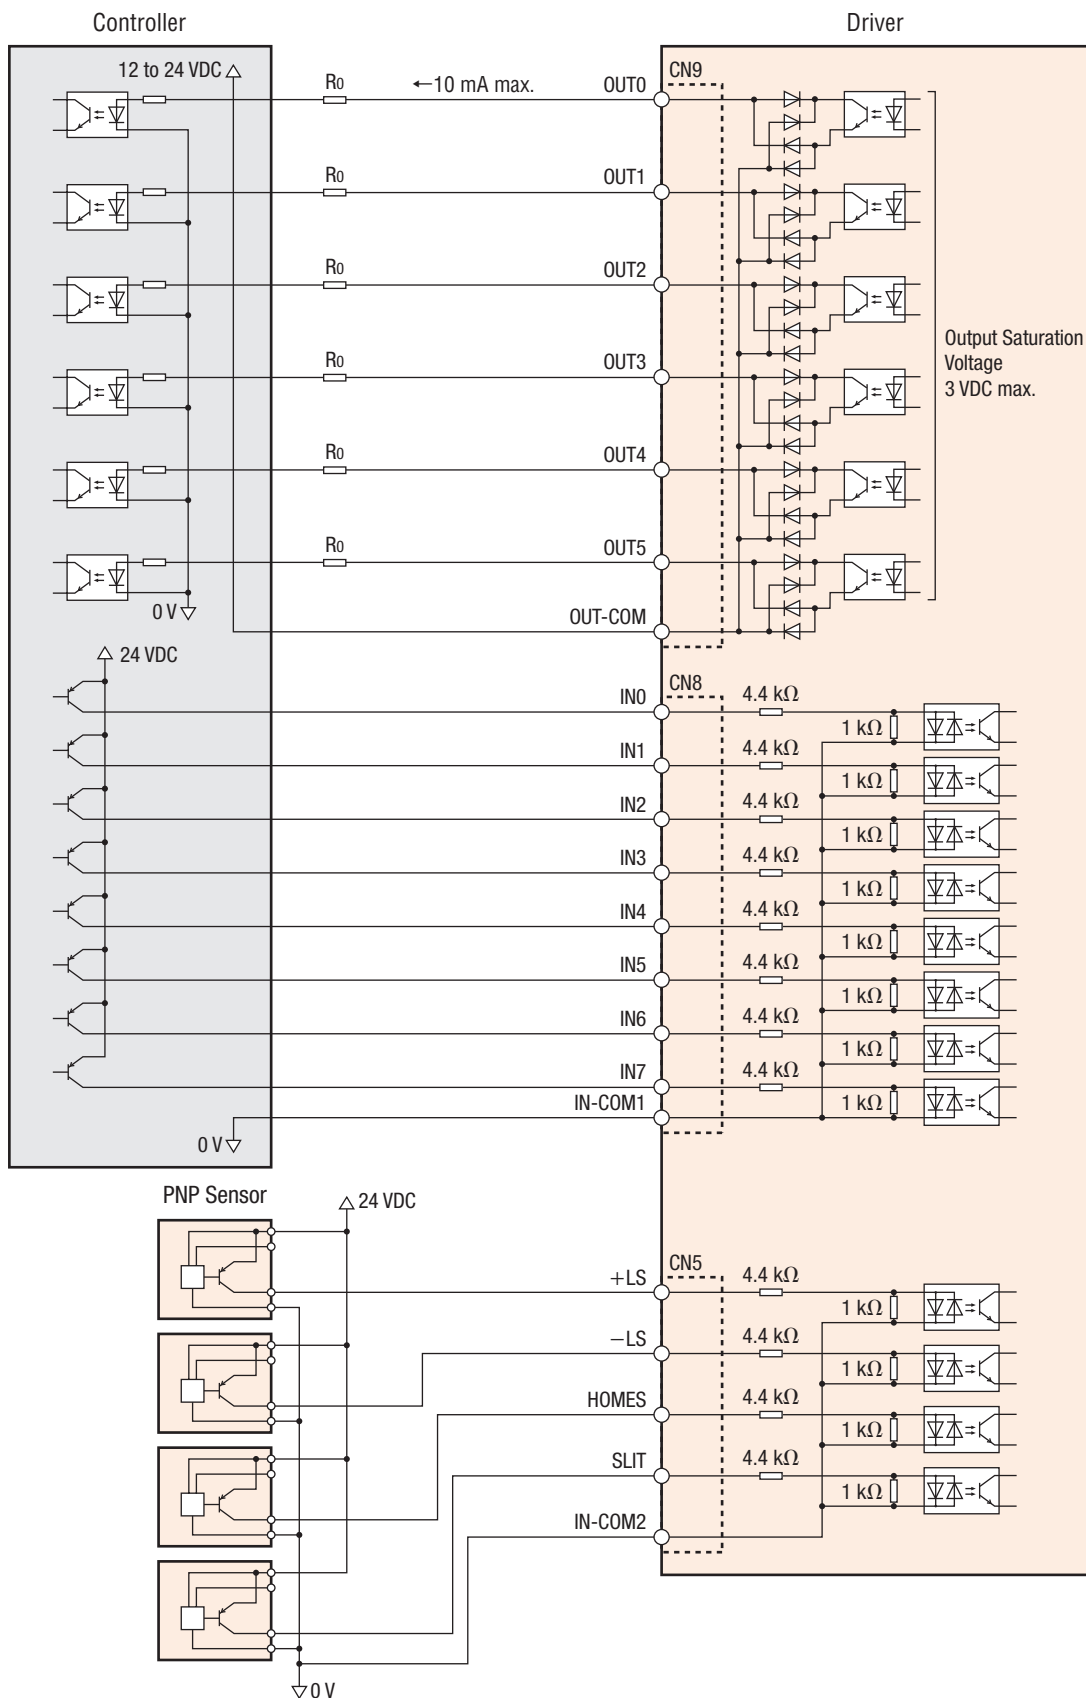 Controller
Driver
12 to 24 VDC
R0
←10 mA max.
OUT0
CN9
R0
OUT1
R0
OUT2
R0
OUT3
Output Saturation
Voltage
3 VDC max.
R0
OUT4
R0
OUT5
0 V
OUT-COM
24 VDC
CN8
IN0
4.4 kΩ
1 kΩ
IN1
4.4 kΩ
1 kΩ
IN2
4.4 kΩ
1 kΩ
IN3
4.4 kΩ
1 kΩ
IN4
4.4 kΩ
1 kΩ
IN5
4.4 kΩ
1 kΩ
IN6
4.4 kΩ
1 kΩ
IN7
4.4 kΩ
IN-COM1
1 kΩ
0 V
PNP Sensor
24 VDC
CN5
+LS
4.4 kΩ
1 kΩ
−LS
4.4 kΩ
1 kΩ
HOMES
4.4 kΩ
1 kΩ
SLIT
4.4 kΩ
1 kΩ
IN-COM2
0 V